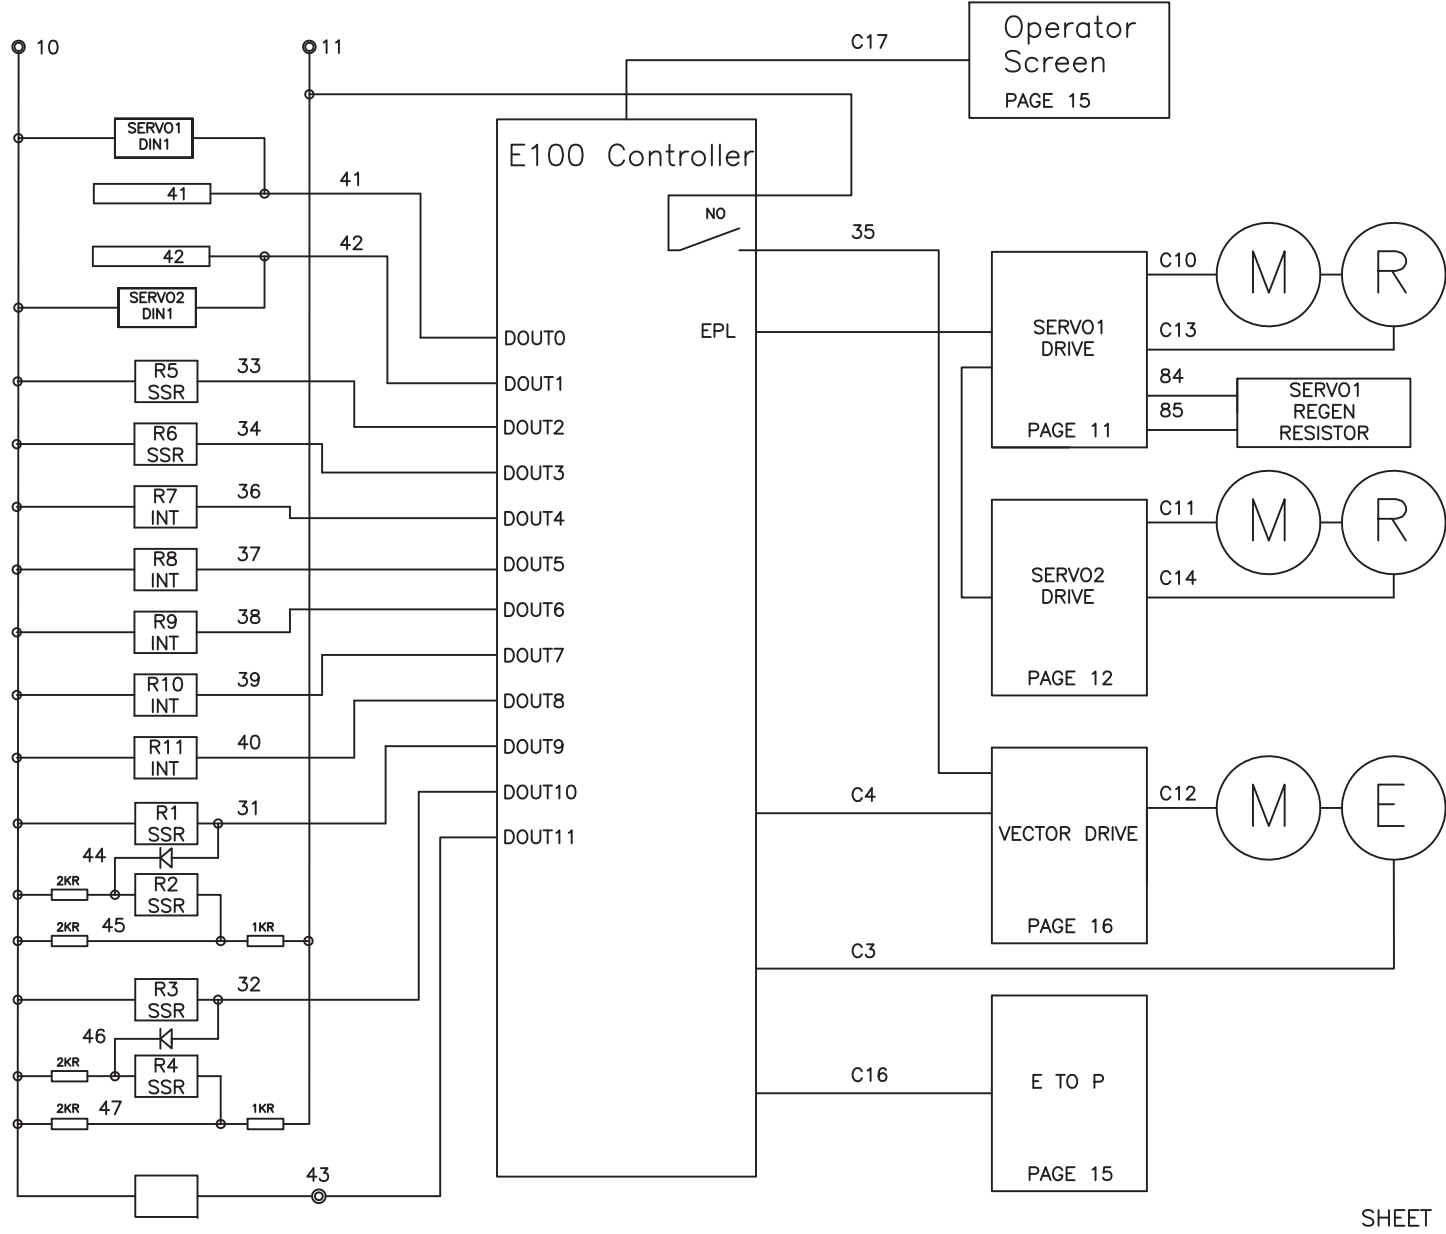 10
11
C17
Operator
Screen
PAGE 15
SERVO1
DIN1
E100 Controller
41
41
NO
42
42
35
SERVO2
DIN1
C10
M
R
EPL
SERVO1
DRIVE
C13
DOUT0
R5
SSR
33
DOUT1
84
SERVO1
REGEN
RESISTOR
85
PAGE 11
R6
SSR
34
DOUT2
DOUT3
R7
INT
36
DOUT4
C11
M
R
R8
INT
37
DOUT5
SERVO2
DRIVE
C14
R9
INT
38
DOUT6
DOUT7
R10
INT
39
PAGE 12
DOUT8
R11
INT
40
DOUT9
DOUT10
C4
C12
M
E
R1
SSR
31
VECTOR DRIVE
DOUT11
44
2KR
R2
SSR
2KR
45
1KR
PAGE 16
C3
R3
SSR
32
46
2KR
R4
SSR
C16
E TO P
2KR
47
1KR
43
PAGE 15
SHEET